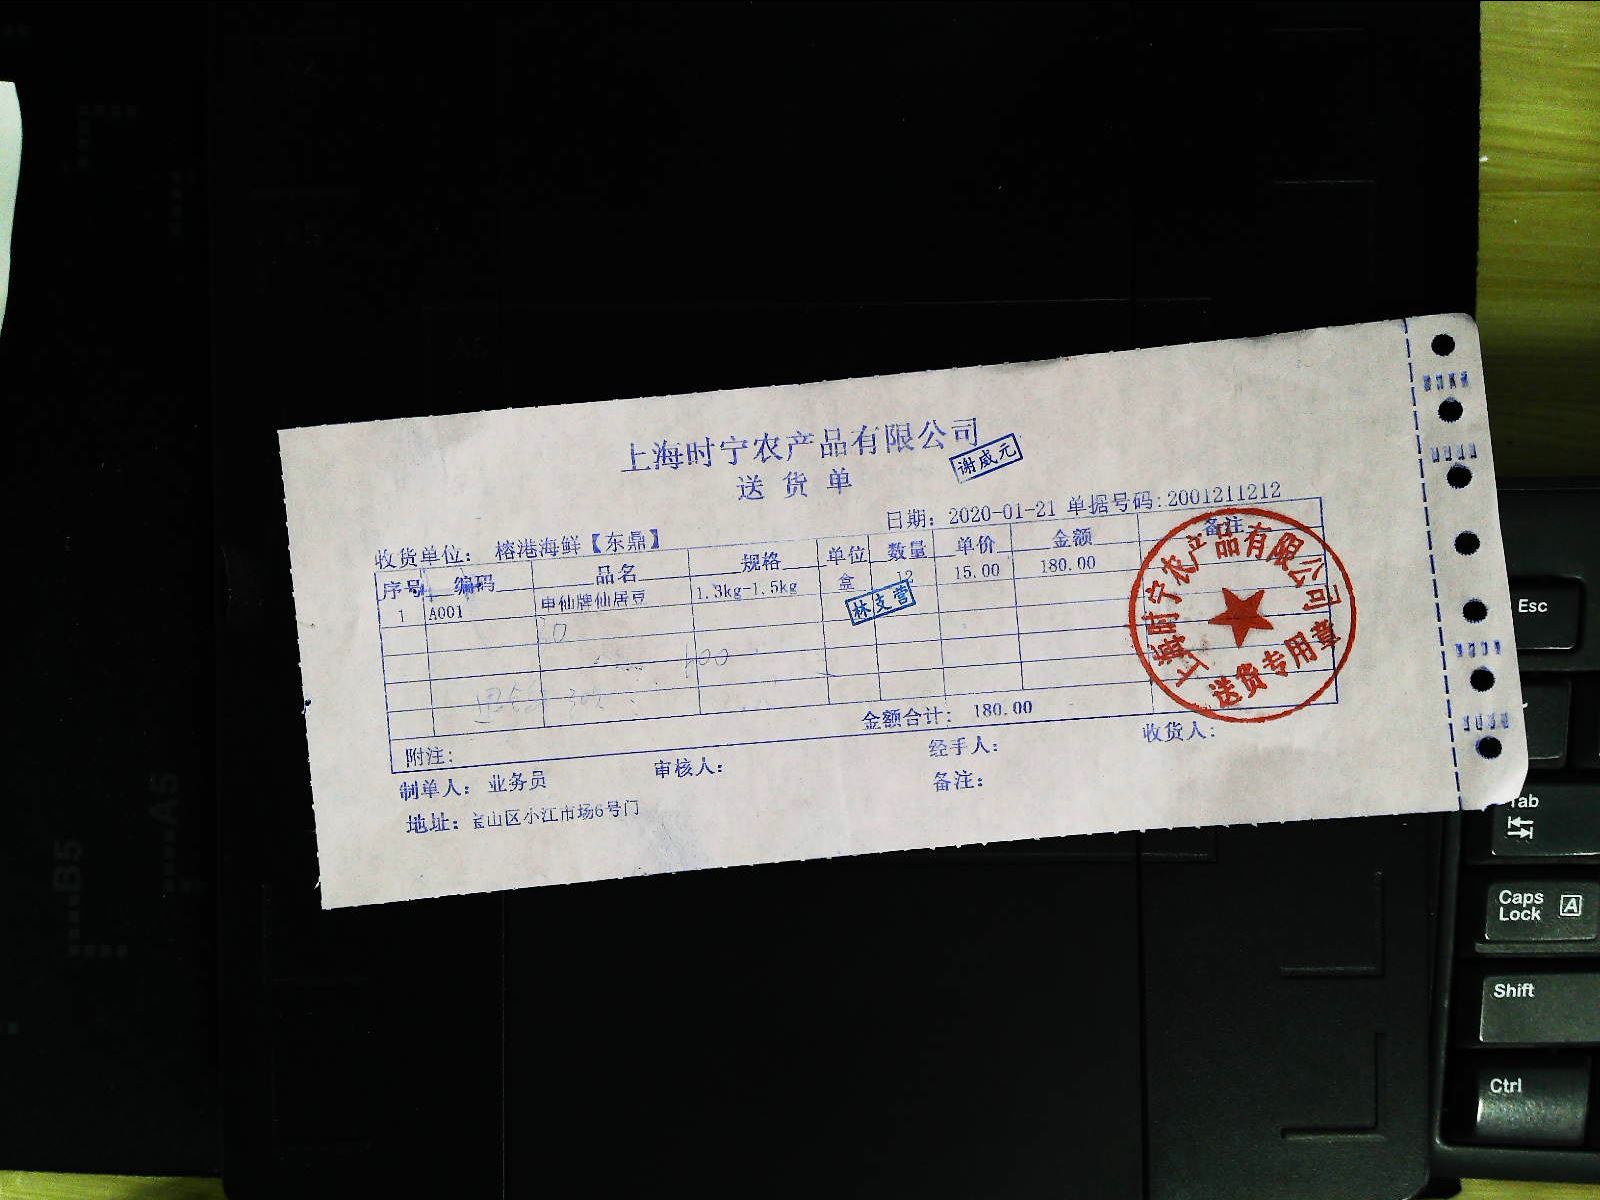 上海时宁农产品有限公司
谢威元
送货单
日期: 2020-01-21 单据号码:2001211212
收货单位: 榕港海鲜【东鼎】
序号 编码 品名 规格 单位 数量 单价 金额 备注
1 A001 申仙牌仙居豆 1.3kg-1.5kg 盒 12 15.00 180.00
林支营
上海时宁农产品有限公司
送货专用章
金额合计: 180.00
附注:
制单人: 业务员 审核人: 经手人: 收货人:
地址: 宝山区小江市场6号门 备注:
Esc
Tab
Caps Lock A
Shift
Ctrl
B5
A5